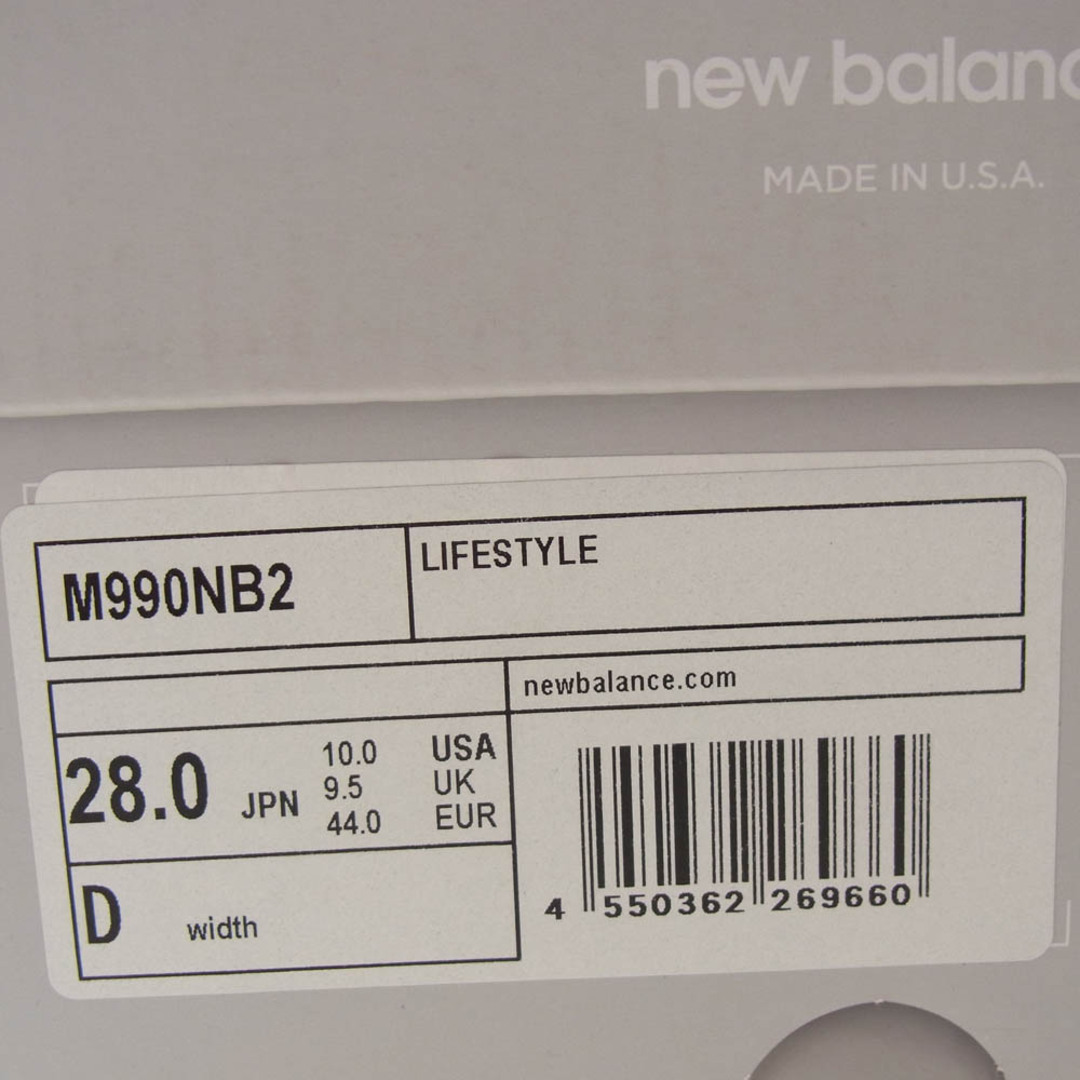 new balanc
MADE IN U.S.A.
M990NB2
LIFESTYLE
newbalance.com
28.0 JPN
10.0 USA
9.5 UK
44.0 EUR
D width
4 550362 269660